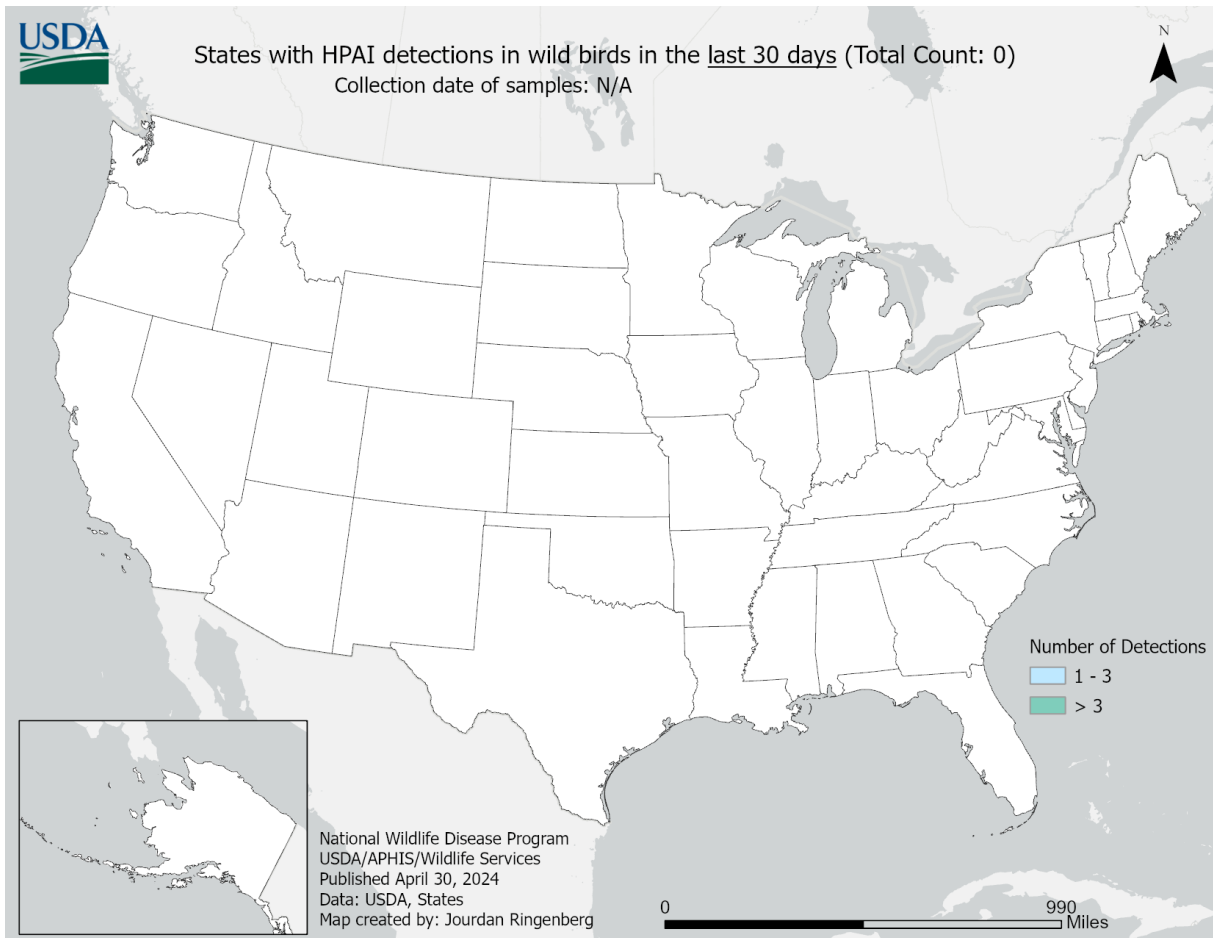 USDA
States with HPAI detections in wild birds in the last 30 days (Total Count: 0)
Collection date of samples: N/A
N
Number of Detections
1 - 3
> 3
National Wildlife Disease Program
USDA/APHIS/Wildlife Services
Published April 30, 2024
Data: USDA, States
Map created by: Jourdan Ringenberg
0 990
Miles